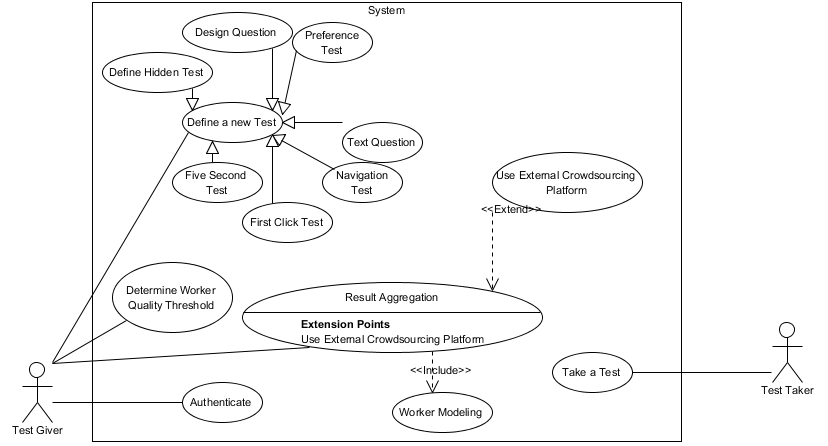 System
Design Question
Preference
Test
Define Hidden Test
Define a new Test
Text Question
Five Second
Test
Navigation
Test
Use External Crowdsourcing
Platform
<<Extend>>
First Click Test
Determine Worker
Quality Threshold
Result Aggregation
Extension Points
Use External Crowdsourcing Platform
<<Include>>
Take a Test
Test Taker
Authenticate
Worker Modeling
Test Giver